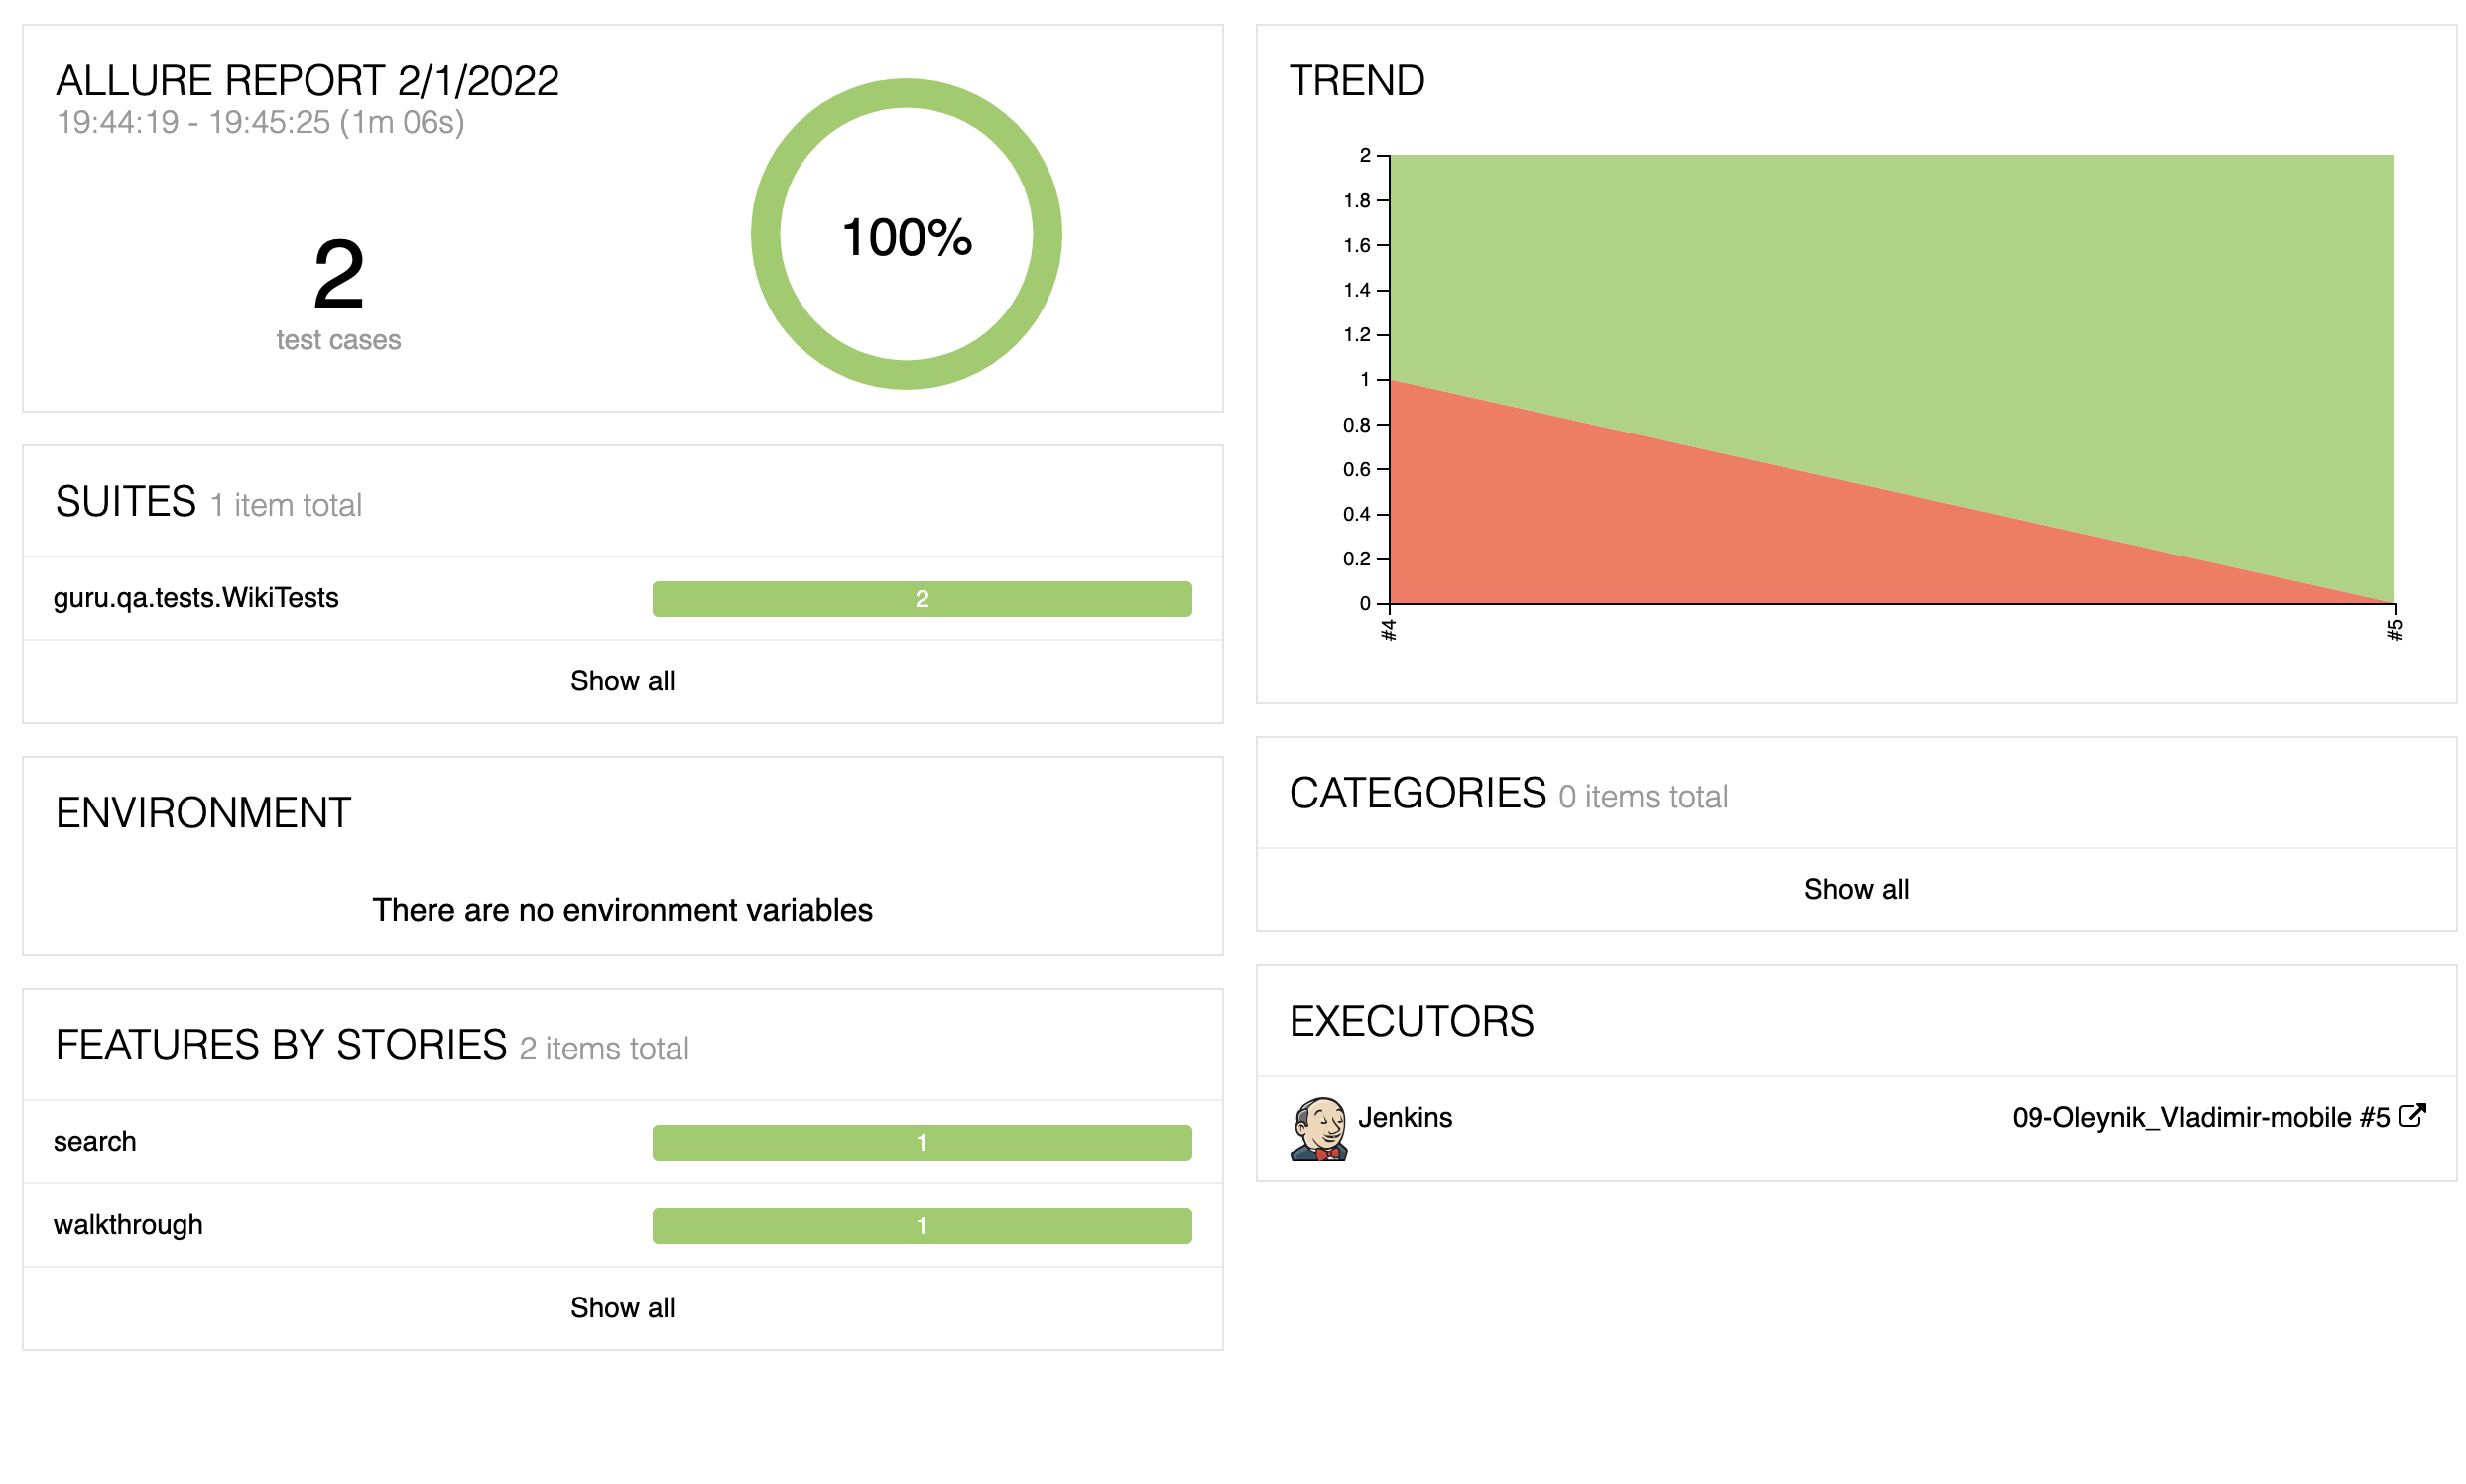 ALLURE REPORT 2/1/2022
19:44:19 - 19:45:25 (1m 06s)
2
test cases
100%
SUITES 1 item total
guru.qa.tests.WikiTests 2
Show all
ENVIRONMENT
There are no environment variables
FEATURES BY STORIES 2 items total
search 1
walkthrough 1
Show all
TREND
2
1.8
1.6
1.4
1.2
1
0.8
0.6
0.4
0.2
0
#4 #5
CATEGORIES 0 items total
Show all
EXECUTORS
Jenkins 09-Oleynik_Vladimir-mobile #5